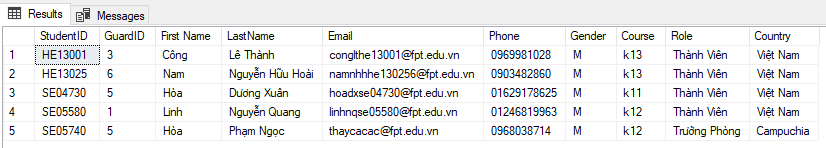 Results Messages
StudentID GuardID First Name LastName Email Phone Gender Course Role Country
1 HE13001 3 Công Lê Thành conglthe13001@fpt.edu.vn 0969981028 M k13 Thành Viên Việt Nam
2 HE13025 6 Nam Nguyễn Hữu Hoài namnhhhe130256@fpt.edu.vn 0903482860 M k13 Thành Viên Việt Nam
3 SE04730 5 Hòa Dương Xuân hoadxse04730@fpt.edu.vn 01629178625 M k11 Thành Viên Việt Nam
4 SE05580 1 Linh Nguyễn Quang linhnqse05580@fpt.edu.vn 01246819963 M k12 Thành Viên Việt Nam
5 SE05740 5 Hòa Phạm Ngọc thaycacac@fpt.edu.vn 0968038714 M k12 Trưởng Phòng Campuchia